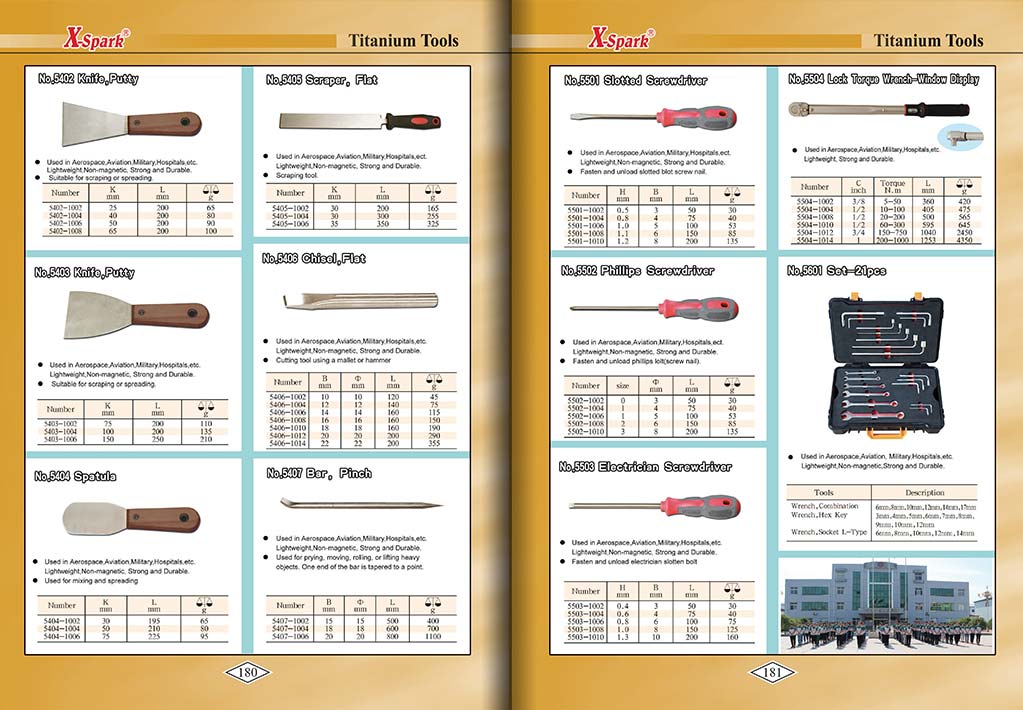 X-Spark®
Titanium Tools
No.5402 Knife,Putty
● Used in Aerospace,Aviation,Military,Hospitals,etc.
Lightweight,Non-magnetic, Strong and Durable.
● Suitable for scraping or spreading.
Number K mm L mm g
5402-1002 25 200 65
5402-1004 40 200 80
5402-1006 50 200 90
5402-1008 65 200 100
No.5403 Knife,Putty
● Used in Aerospace,Aviation,Military,Hospitals,etc.
Lightweight,Non-magnetic, Strong and Durable.
● Suitable for scraping or spreading.
Number K mm L mm g
5403-1002 75 200 110
5403-1004 100 200 135
5403-1006 150 250 210
No.5404 Spatula
● Used in Aerospace,Aviation,Military,Hospitals,etc.
Lightweight,Non-magnetic, Strong and Durable.
● Used for mixing and spreading
Number K mm L mm g
5404-1002 30 195 65
5404-1004 50 210 80
5404-1006 75 225 95
No.5405 Scraper, Flat
● Used in Aerospace,Aviation,Military,Hospitals,ect.
Lightweight,Non-magnetic, Strong and Durable.
● Scraping tool.
Number K mm L mm g
5405-1002 30 200 165
5405-1004 30 300 255
5405-1006 35 350 325
No.5406 Chisel,Flat
● Used in Aerospace,Aviation,Military,Hospitals,etc.
Lightweight,Non-magnetic, Strong and Durable.
● Cutting tool using a mallet or hammer
Number B mm Φ mm L mm g
5406-1002 10 10 120 45
5406-1004 12 12 140 75
5406-1006 14 14 160 115
5406-1008 16 16 160 150
5406-1010 18 18 160 190
5406-1012 20 20 200 290
5406-1014 22 22 200 355
No.5407 Bar, Pinch
● Used in Aerospace,Aviation,Military,Hospitals,etc.
Lightweight,Non-magnetic, Strong and Durable.
● Used for prying, moving, rolling, or lifting heavy
objects. One end of the bar is tapered to a point.
Number B mm Φ mm L mm g
5407-1002 15 15 500 400
5407-1004 18 18 600 700
5407-1006 20 20 800 1100
180
X-Spark®
Titanium Tools
No.5501 Slotted Screwdriver
● Used in Aerospace,Aviation,Military,Hospitals,ect.
Lightweight,Non-magnetic, Strong and Durable.
● Fasten and unload slotted blot screw nail.
Number H mm B mm L mm g
5501-1002 0.5 3 50 30
5501-1004 0.8 4 75 40
5501-1006 1.0 5 100 53
5501-1008 1.1 6 150 85
5501-1010 1.2 8 200 135
No.5502 Phillips Screwdriver
● Used in Aerospace,Aviation,Military,Hospitals,ect.
Lightweight,Non-magnetic, Strong and Durable.
● Fasten and unload phillips lolt(screw nail).
Number size Φ mm L mm g
5502-1002 0 3 50 30
5502-1004 1 4 75 40
5502-1006 1 5 100 53
5502-1008 2 6 150 85
5502-1010 3 8 200 135
No.5503 Electrician Screwdriver
● Used in Aerospace,Aviation,Military,Hospitals,etc.
Lightweight,Non-magnetic, Strong and Durable.
● Fasten and unload electrician slotten bolt
Number H mm B mm L mm g
5503-1002 0.4 3 50 30
5503-1004 0.6 4 75 40
5503-1006 0.8 6 100 75
5503-1008 1.0 8 150 125
5503-1010 1.3 10 200 160
No.5504 Lock Torque Wrench-Window Display
● Used in Aerospace,Aviation,Military,Hospitals,etc.
Lightweight, Strong and Durable.
Number C inch Torque N.m L mm g
5504-1002 3/8 5-50 360 420
5504-1004 1/2 10-100 405 475
5504-1008 1/2 20-200 500 565
5504-1010 1/2 60-300 595 645
5504-1012 3/4 150-750 1040 2450
5504-1014 1 200-1000 1253 4350
No.5601 Set-21pcs
● Used in Aerospace,Aviation, Military,Hospitals,etc.
Lightweight,Non-magnetic,Strong and Durable.
Tools Description
Wrench,Combination 6mm,8mm,10mm,12mm,14mm,17mm
Wrench,Hex Key 3mm,4mm,5mm,6mm,7mm,8mm,
9mm,10mm,12mm
Wrench,Socket L-Type 6mm,8mm,10mm,12mm,14mm
181